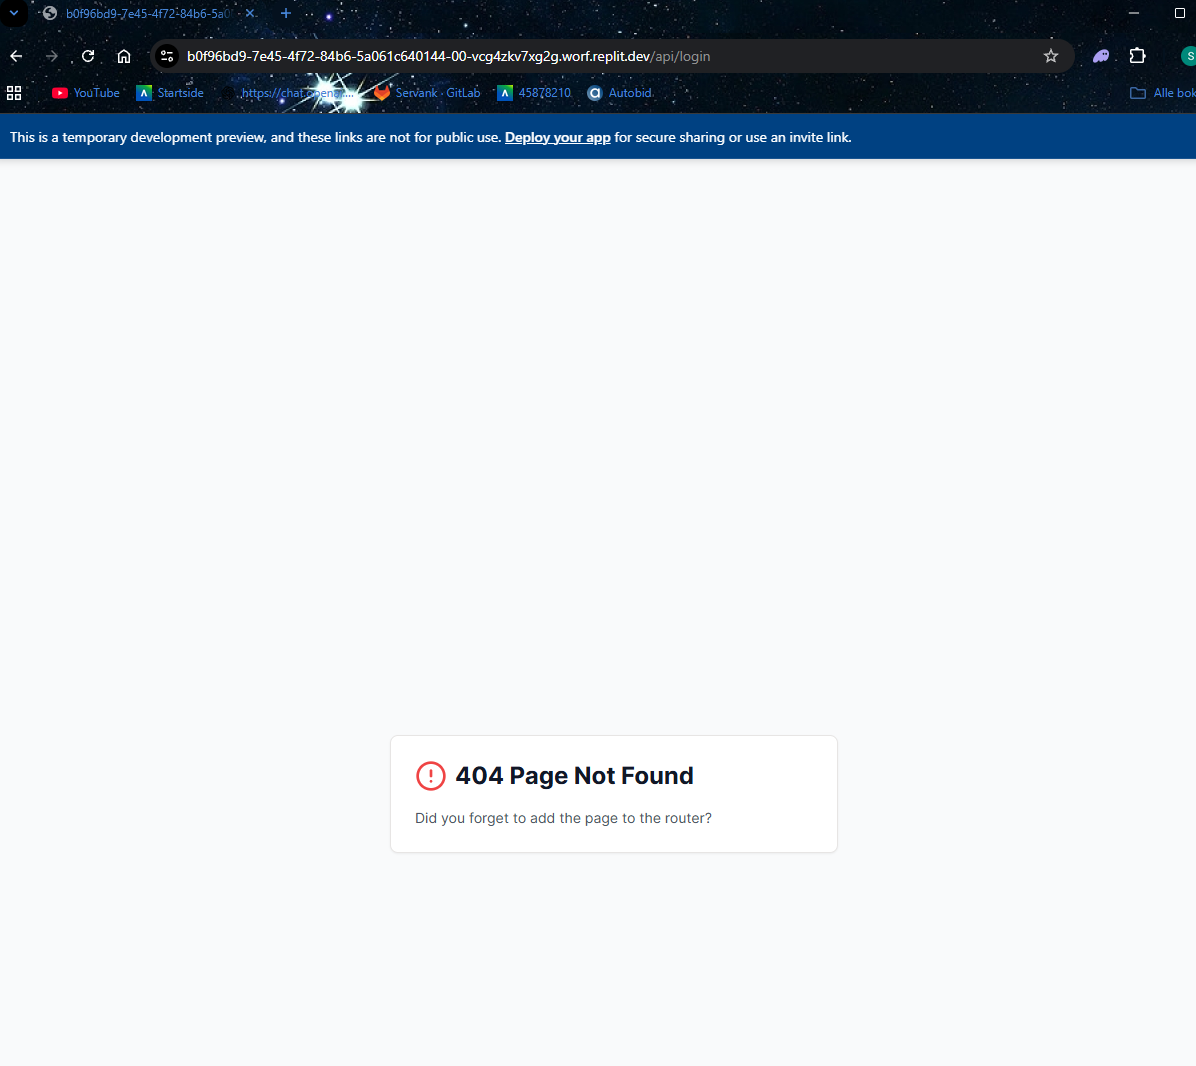 b0f96bd9-7e45-4f72-84b6-5a0
b0f96bd9-7e45-4f72-84b6-5a061c640144-00-vcg4zkv7xg2g.worf.replit.dev/api/login
S
YouTube
Startside
Servank · GitLab
45878210
Autobid
Alle bok
This is a temporary development preview, and these links are not for public use. Deploy your app for secure sharing or use an invite link.
404 Page Not Found
Did you forget to add the page to the router?